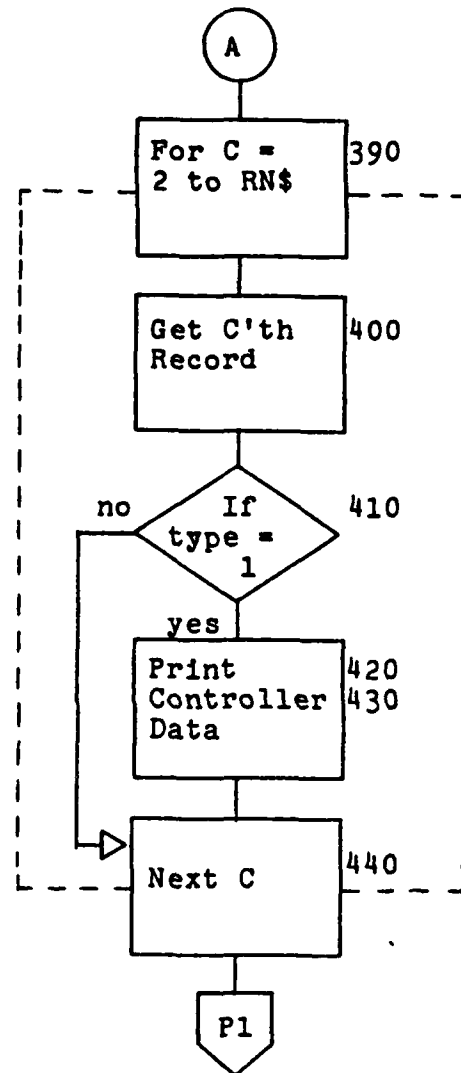 A
For C =
2 to RN$
390
Get C'th
Record
400
no
If
type =
1
410
yes
Print
Controller
Data
420
430
Next C
440
P1